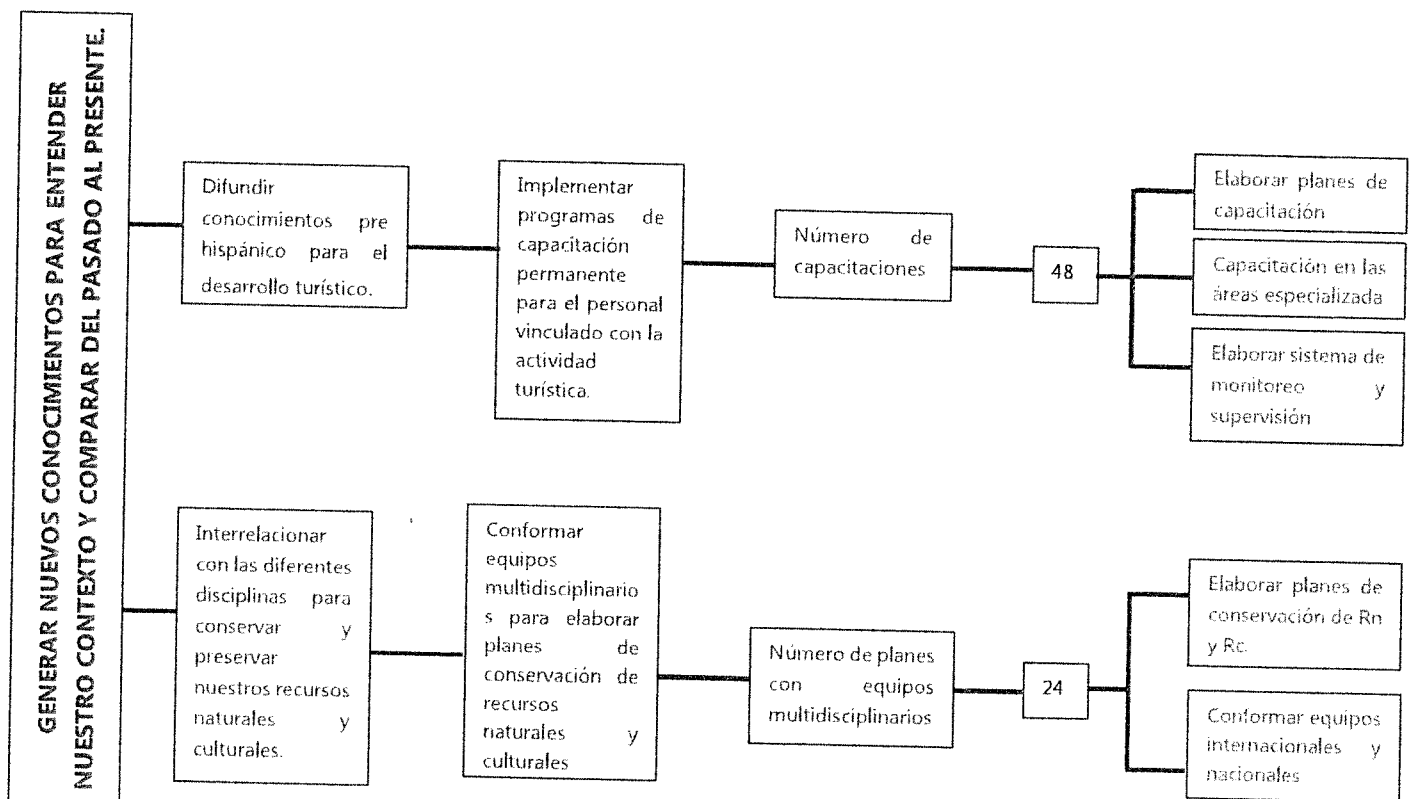 GENERAR NUEVOS CONOCIMIENTOS PARA ENTENDER
NUESTRO CONTEXTO Y COMPARAR DEL PASADO AL PRESENTE.
Difundir
conocimientos pre
hispánico para el
desarrollo turístico.
Implementar
programas de
capacitación
permanente
para el personal
vinculado con la
actividad
turística.
Número de
capacitaciones
48
Elaborar planes de
capacitación
Capacitación en las
áreas especializada
Elaborar sistema de
monitoreo y
supervisión
Interrelacionar
con las diferentes
disciplinas para
conservar y
preservar
nuestros recursos
naturales y
culturales.
Conformar
equipos
multidisciplinario
s para elaborar
planes de
conservación de
recursos
naturales y
culturales
Número de planes
con equipos
multidisciplinarios
24
Elaborar planes de
conservación de Rn
y Rc.
Conformar equipos
internacionales y
nacionales